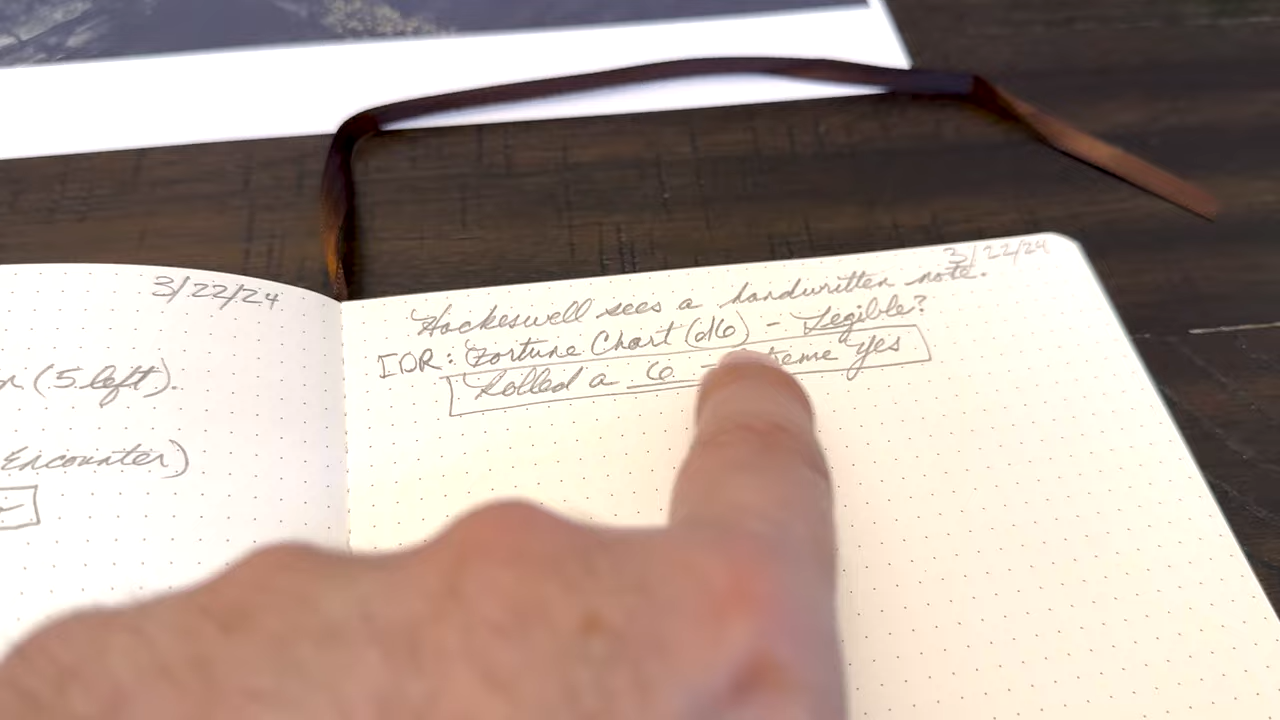 3/22/24
(5 left).
Encounter)
3/22/24
Hockeswell sees a handwritten note.
IDR: Fortune Chart (d6) - Legible?
Rolled a 6 yes